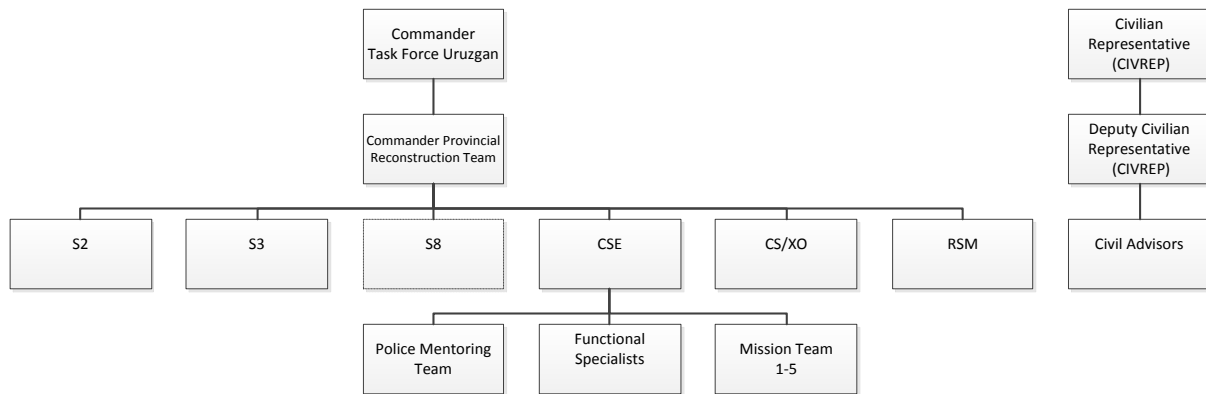 Commander
Task Force Uruzgan
Civilian
Representative
(CIVREP)
Commander Provincial
Reconstruction Team
Deputy Civilian
Representative
(CIVREP)
S2
S3
S8
CSE
CS/XO
RSM
Civil Advisors
Police Mentoring
Team
Functional
Specialists
Mission Team
1-5